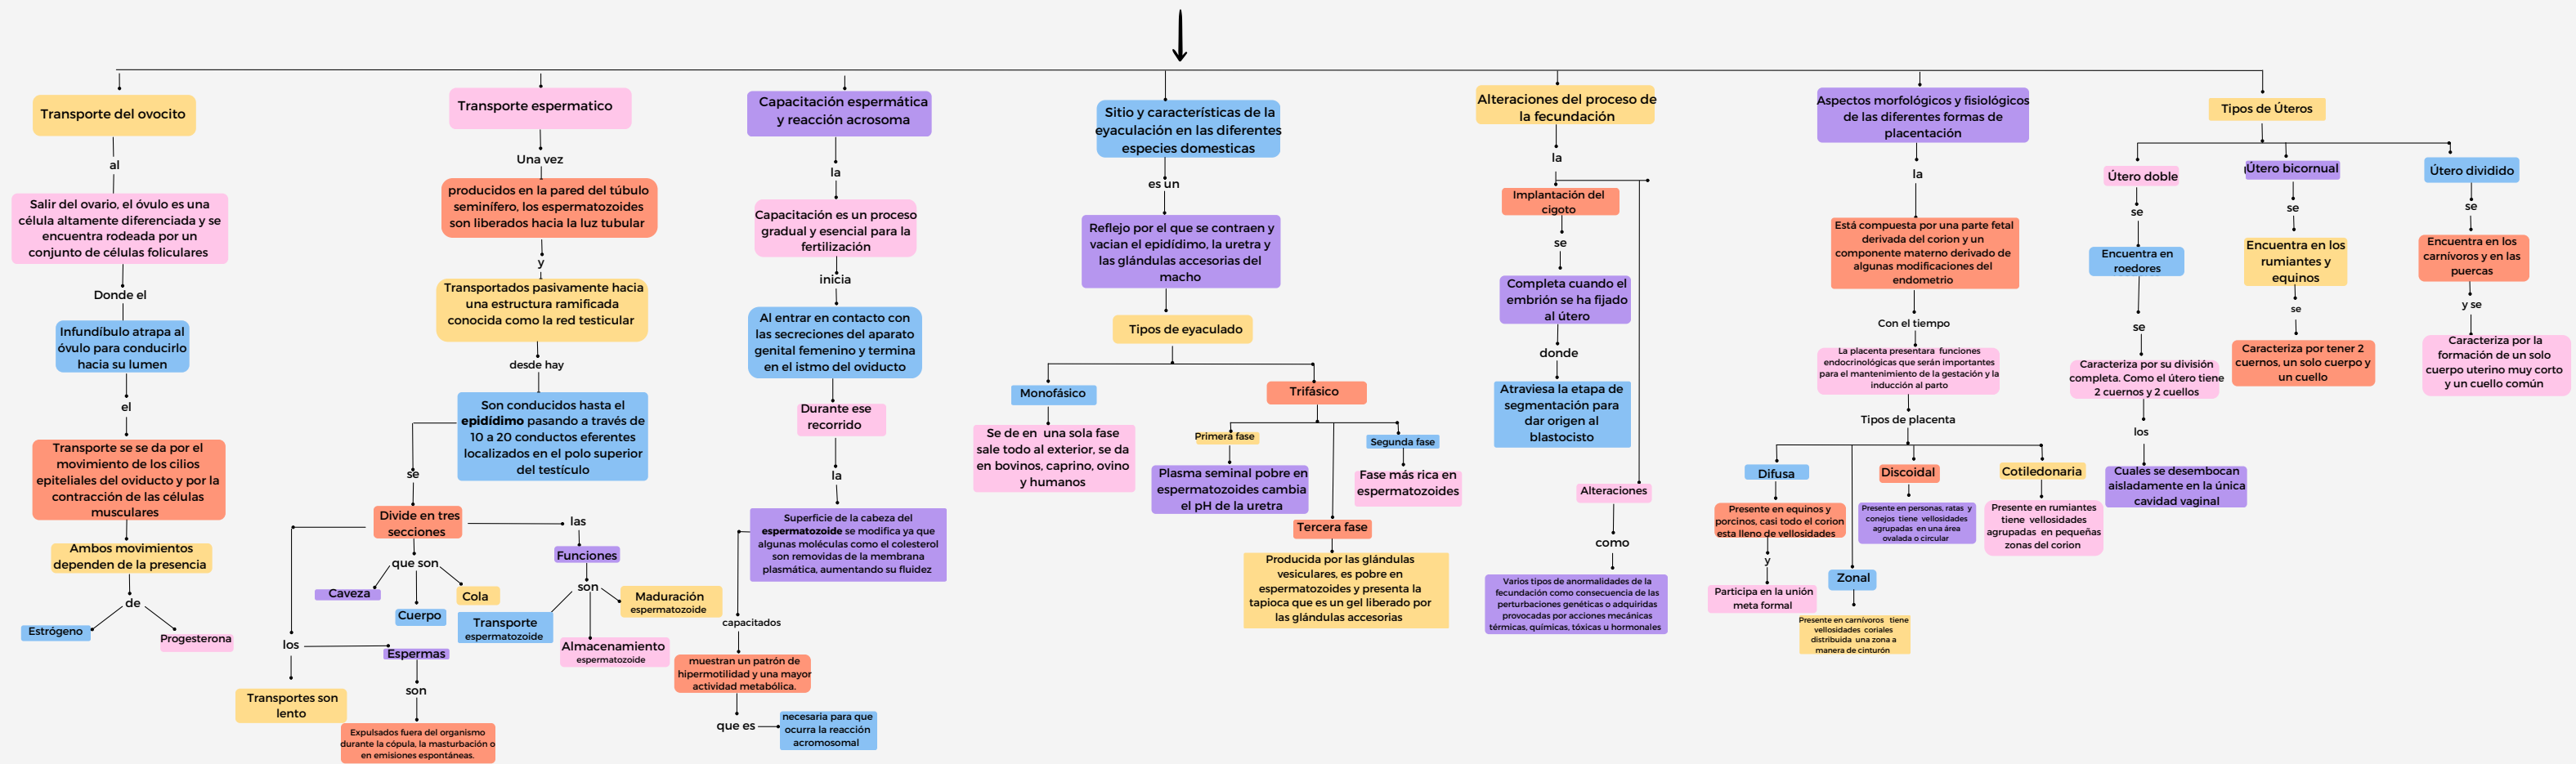 Transporte del ovocito
al
Salir del ovario, el óvulo es una
célula altamente diferenciada y se
encuentra rodeada por un
conjunto de células foliculares
Donde el
Infundíbulo atrapa al
óvulo para conducirlo
hacia su lumen
el
Transporte se se da por el
movimiento de los cilios
epiteliales del oviducto y por la
contracción de las células
musculares
Ambos movimientos
dependen de la presencia
de
Estrógeno
Progesterona
Transporte espermatico
Una vez
producidos en la pared del túbulo
seminífero, los espermatozoides
son liberados hacia la luz tubular
y
Transportados pasivamente hacia
una estructura ramificada
conocida como la red testicular
desde hay
Son conducidos hasta el
epidídimo pasando a través de
10 a 20 conductos eferentes
localizados en el polo superior
del testículo
se
Divide en tres
secciones
que son
Caveza
Cuerpo
Cola
las
Funciones
son
Transporte
espermatozoide
Almacenamiento
espermatozoide
Maduración
espermatozoide
los
Transportes son
lento
Espermas
son
Expulsados fuera del organismo
durante la cópula, la masturbación o
en emisiones espontáneas.
Capacitación espermática
y reacción acrosoma
la
Capacitación es un proceso
gradual y esencial para la
fertilización
inicia
Al entrar en contacto con
las secreciones del aparato
genital femenino y termina
en el istmo del oviducto
Durante ese
recorrido
la
Superficie de la cabeza del
espermatozoide se modifica ya que
algunas moléculas como el colesterol
son removidas de la membrana
plasmática, aumentando su fluidez
capacitados
muestran un patrón de
hipermotilidad y una mayor
actividad metabólica.
que es
necesaria para que
ocurra la reacción
acromosomal
Sitio y características de la
eyaculación en las diferentes
especies domesticas
es un
Reflejo por el que se contraen y
vacian el epidídimo, la uretra y
las glándulas accesorias del
macho
Tipos de eyaculado
Monofásico
Se de en una sola fase
sale todo al exterior, se da
en bovinos, caprino, ovino
y humanos
Trifásico
Primera fase
Plasma seminal pobre en
espermatozoides cambia
el pH de la uretra
Segunda fase
Fase más rica en
espermatozoides
Tercera fase
Producida por las glándulas
vesiculares, es pobre en
espermatozoides y presenta la
tapioca que es un gel liberado por
las glándulas accesorias
Alteraciones del proceso de
la fecundación
la
Implantación del
cigoto
se
Completa cuando el
embrión se ha fijado
al útero
donde
Atraviesa la etapa de
segmentación para
dar origen al
blastocisto
Alteraciones
como
Varios tipos de anormalidades de la
fecundación como consecuencia de las
perturbaciones genéticas o adquiridas
provocadas por acciones mecánicas
térmicas, químicas, tóxicas u hormonales
Aspectos morfológicos y fisiológicos
de las diferentes formas de
placentación
la
Está compuesta por una parte fetal
derivada del corion y un
componente materno derivado de
algunas modificaciones del
endometrio
Con el tiempo
La placenta presentara funciones
endocrinológicas que serán importantes
para el mantenimiento de la gestación y la
inducción al parto
Tipos de placenta
Difusa
Presente en equinos y
porcinos, casi todo el corion
esta lleno de vellosidades
y
Participa en la unión
meta formal
Zonal
Presente en carnívoros tiene
vellosidades coriales
distribuida una zona a
manera de cinturón
Discoidal
Presente en personas, ratas y
conejos tiene vellosidades
agrupadas en una área
ovalada o circular
Cotiledonaria
Presente en rumiantes
tiene vellosidades
agrupadas en pequeñas
zonas del corion
Tipos de Úteros
Útero doble
se
Encuentra en
roedores
se
Caracteriza por su división
completa. Como el útero tiene
2 cuernos y 2 cuellos
los
Cuales se desembocan
aisladamente en la única
cavidad vaginal
Útero bicornual
se
Encuentra en los
rumiantes y
equinos
se
Caracteriza por tener 2
cuernos, un solo cuerpo y
un cuello
Útero dividido
se
Encuentra en los
carnívoros y en las
puercas
y se
Caracteriza por la
formación de un solo
cuerpo uterino muy corto
y un cuello común